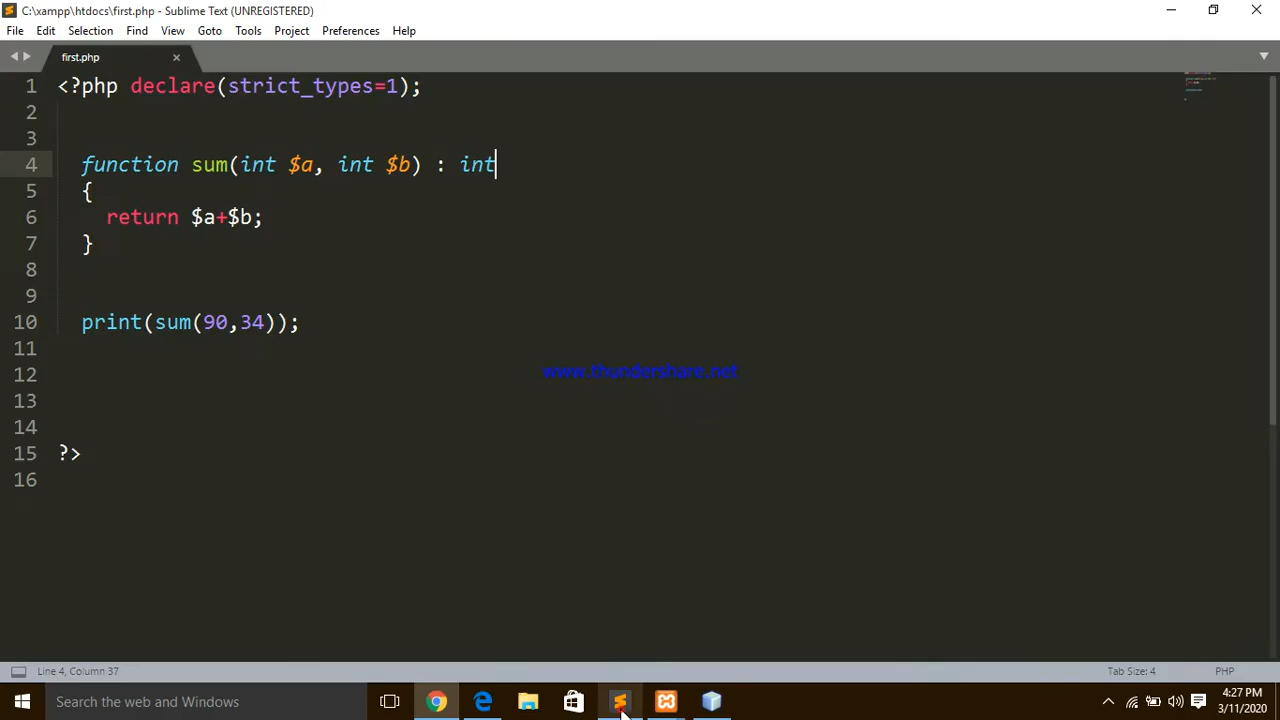 C:\xampp\htdocs\first.php - Sublime Text (UNREGISTERED)
File Edit Selection Find View Goto Tools Project Preferences Help
first.php
1 <?php declare(strict_types=1);
2
3
4 function sum(int $a, int $b) : int
5 {
6 return $a+$b;
7 }
8
9
10 print(sum(90,34));
11
www.thundershare.net
12
13
14
15 ?>
16
Line 4, Column 37 Tab Size: 4 PHP
Search the web and Windows
4:27 PM
3/11/2020